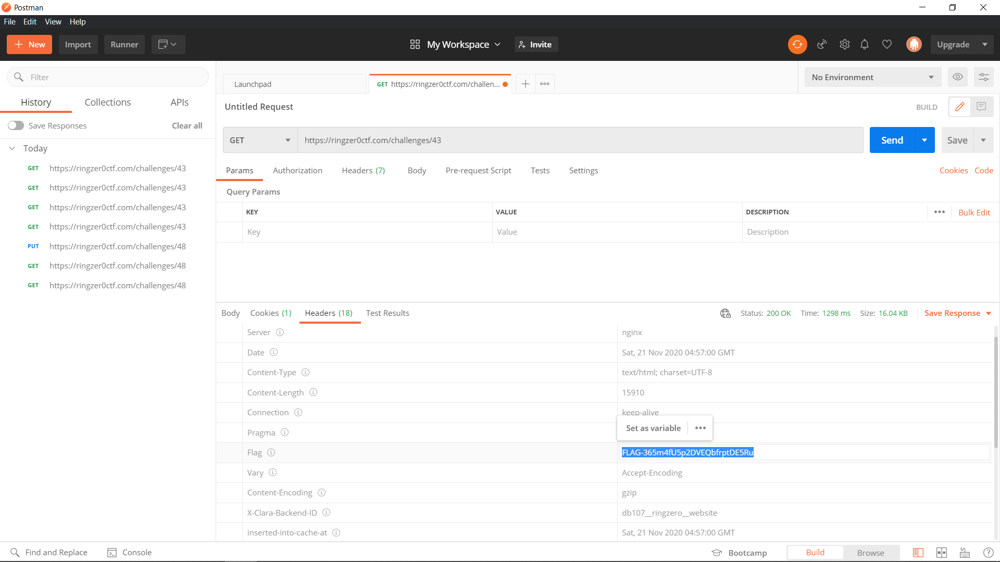 Postman
File Edit View Help
New Import Runner My Workspace Invite Upgrade
Filter
Launchpad GET https://ringzer0ctf.com/challen... No Environment
History Collections APIs
Untitled Request BUILD
Save Responses Clear all
GET https://ringzer0ctf.com/challenges/43 Send Save
Today
GET https://ringzer0ctf.com/challenges/43
GET https://ringzer0ctf.com/challenges/43
GET https://ringzer0ctf.com/challenges/43
GET https://ringzer0ctf.com/challenges/43
PUT https://ringzer0ctf.com/challenges/48
GET https://ringzer0ctf.com/challenges/48
GET https://ringzer0ctf.com/challenges/48
Params Authorization Headers (7) Body Pre-request Script Tests Settings Cookies Code
Query Params
KEY VALUE DESCRIPTION ••• Bulk Edit
Key Value Description
Body Cookies (1) Headers (18) Test Results Status: 200 OK Time: 1298 ms Size: 16.04 KB Save Response
Server nginx
Date Sat, 21 Nov 2020 04:57:00 GMT
Content-Type text/html; charset=UTF-8
Content-Length 15910
Connection keep-alive
Set as variable •••
Pragma
Flag FLAG-365m4fU5p2DVEQbfrptDE5Ru
Vary Accept-Encoding
Content-Encoding gzip
X-Clara-Backend-ID db107__ringzero__website
inserted-into-cache-at Sat, 21 Nov 2020 04:57:00 GMT
Find and Replace Console Bootcamp Build Browse